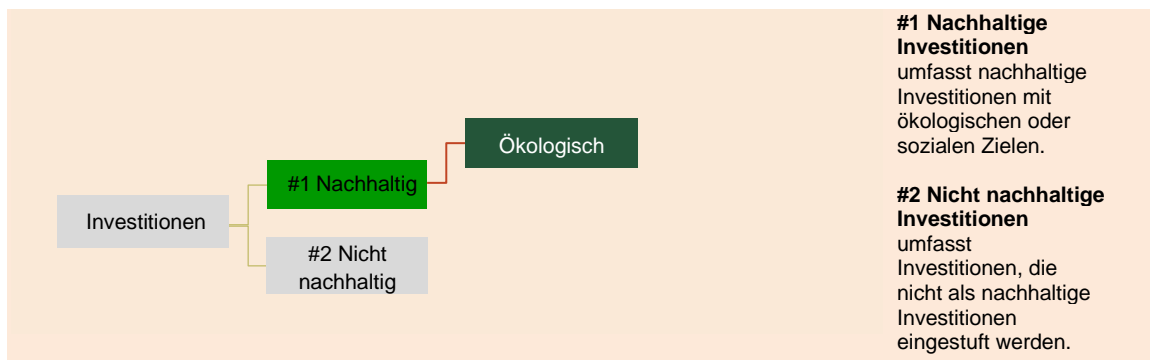 Investitionen
#1 Nachhaltig
Ökologisch
#2 Nicht
nachhaltig
#1 Nachhaltige
Investitionen
umfasst nachhaltige
Investitionen mit
ökologischen oder
sozialen Zielen.
#2 Nicht nachhaltige
Investitionen
umfasst
Investitionen, die
nicht als nachhaltige
Investitionen
eingestuft werden.